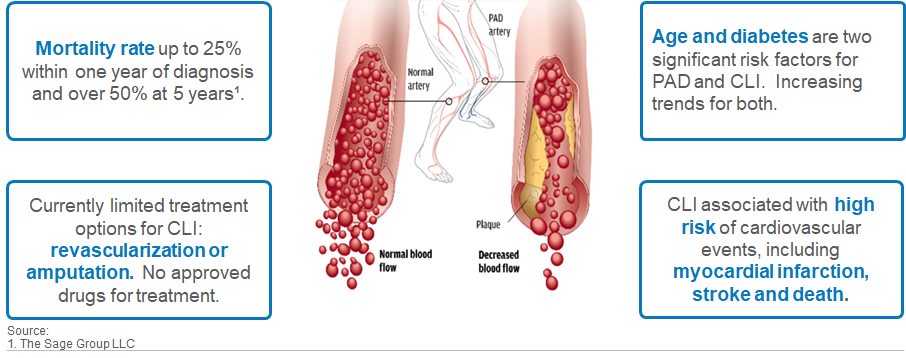 Mortality rate up to 25%
within one year of diagnosis
and over 50% at 5 years¹.
PAD
artery
Normal
artery
Age and diabetes are two
significant risk factors for
PAD and CLI.  Increasing
trends for both.
Currently limited treatment
options for CLI:
revascularization or
amputation.  No approved
drugs for treatment.
Plaque
Normal blood
flow
Decreased
blood flow
CLI associated with high
risk of cardiovascular
events, including
myocardial infarction,
stroke and death.
Source:
1. The Sage Group LLC